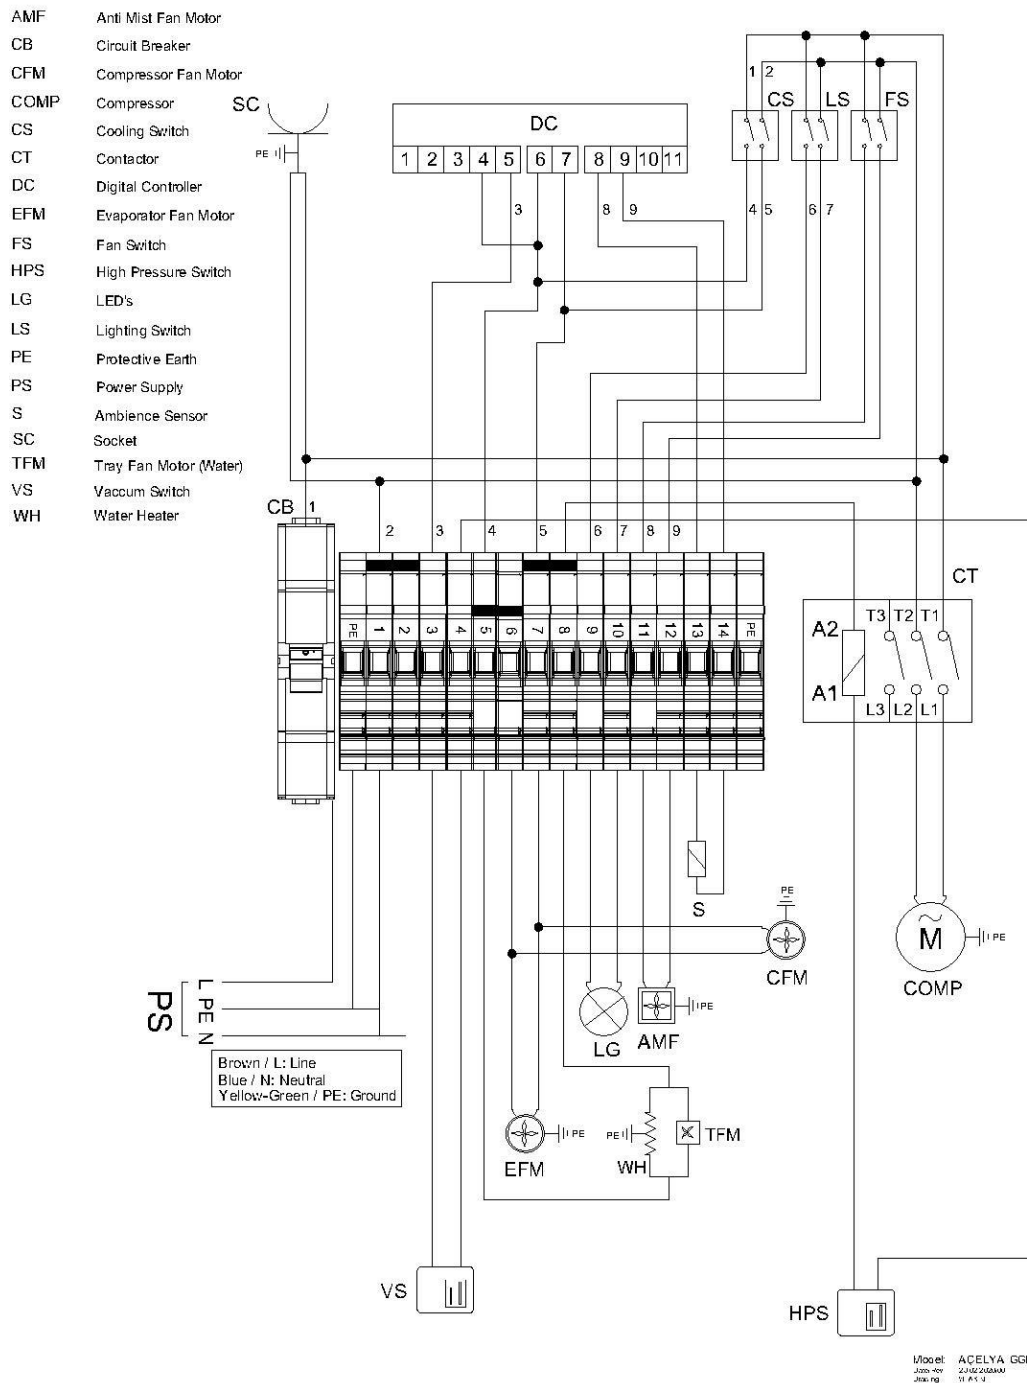 AMF Anti Mist Fan Motor
CB Circuit Breaker
CFM Compressor Fan Motor
COMP Compressor
CS Cooling Switch
CT Contactor
DC Digital Controller
EFM Evaporator Fan Motor
FS Fan Switch
HPS High Pressure Switch
LG LED's
LS Lighting Switch
PE Protective Earth
PS Power Supply
S Ambience Sensor
SC Socket
TFM Tray Fan Motor (Water)
VS Vaccum Switch
WH Water Heater
SC
PE
DC
1 2 3 4 5 6 7 8 9 10 11
3 8 9
1 2
CS LS FS
4 5 6 7
CB 1
2 3 4 5 6 7 8 9
PE 1 2 3 4 5 6 7 8 9 10 11 12 13 14 PE
CT
A2 T3 T2 T1
A1 L3 L2 L1
S
PE
CFM
M PE
COMP
PS
L PE N
Brown / L: Line
Blue / N: Neutral
Yellow-Green / PE: Ground
LG
AMF PE
EFM PE
PE WH TFM
VS
HPS
Model: AÇELYA GGM